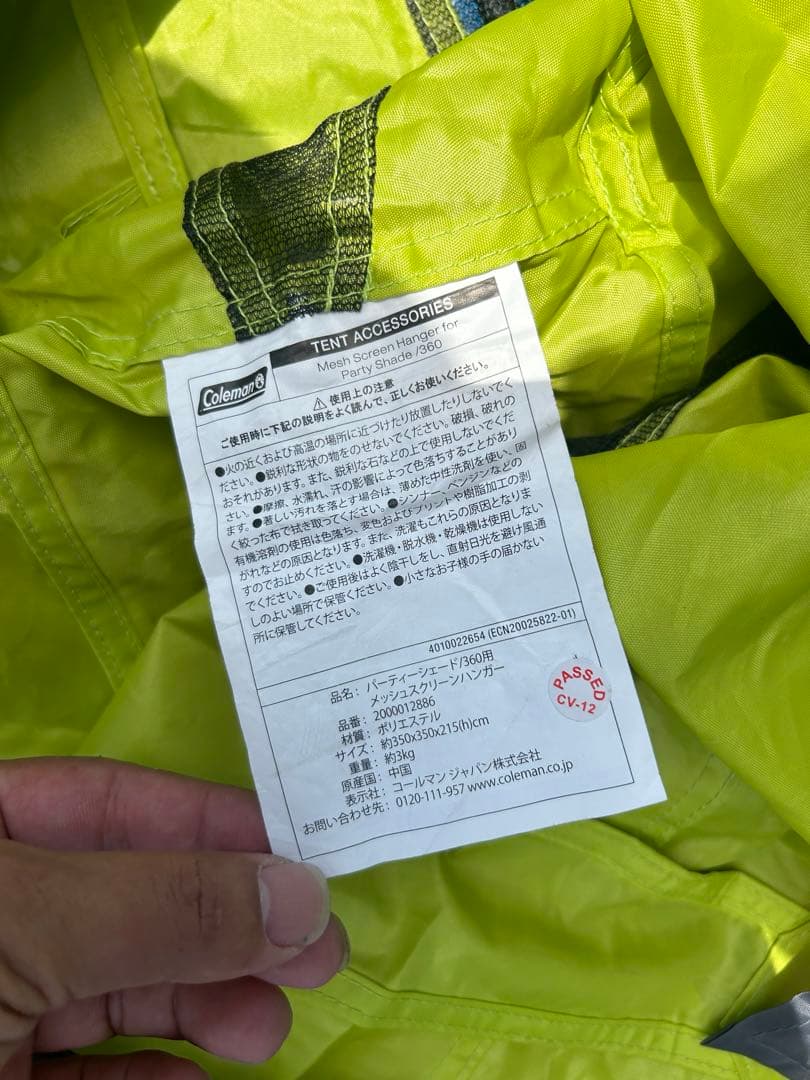 TENT ACCESSORIES
Coleman
Mesh Screen Hanger for
Party Shade /360
⚠使用上の注意
ご使用時に下記の説明をよく読んで、正しくお使いください。
●火の近くおよび高温の場所に近づけたり放置したりしないでく
ださい。●鋭利な形状の物をのせないでください。破損、破れの
おそれがあります。また、鋭利な石などの上で使用しないでくだ
さい。●摩擦、水濡れ、汗の影響によって色落ちすることがあり
ます。●著しい汚れを落とす場合は、薄めた中性洗剤を使い、固
く絞った布で拭き取ってください。●シンナー、ベンジンなどの
有機溶剤の使用は色落ち、変色およびプリントや樹脂加工の剥
がれなどの原因となります。また、洗濯もこれらの原因となりま
すのでお止めください。●洗濯機・脱水機・乾燥機は使用しない
でください。●ご使用後はよく陰干しをし、直射日光を避け風通
しのよい場所で保管ください。●小さなお子様の手の届かない
所に保管してください。
4010022654 (ECN20025822-01)
品名: パーティーシェード/360用
メッシュスクリーンハンガー
品番: 2000012886
材質: ポリエステル
サイズ: 約350x350x215(h)cm
重量: 約3kg
原産国: 中国
表示社: コールマン ジャパン株式会社
お問い合わせ先: 0120-111-957 www.coleman.co.jp
PASSED
CV-12